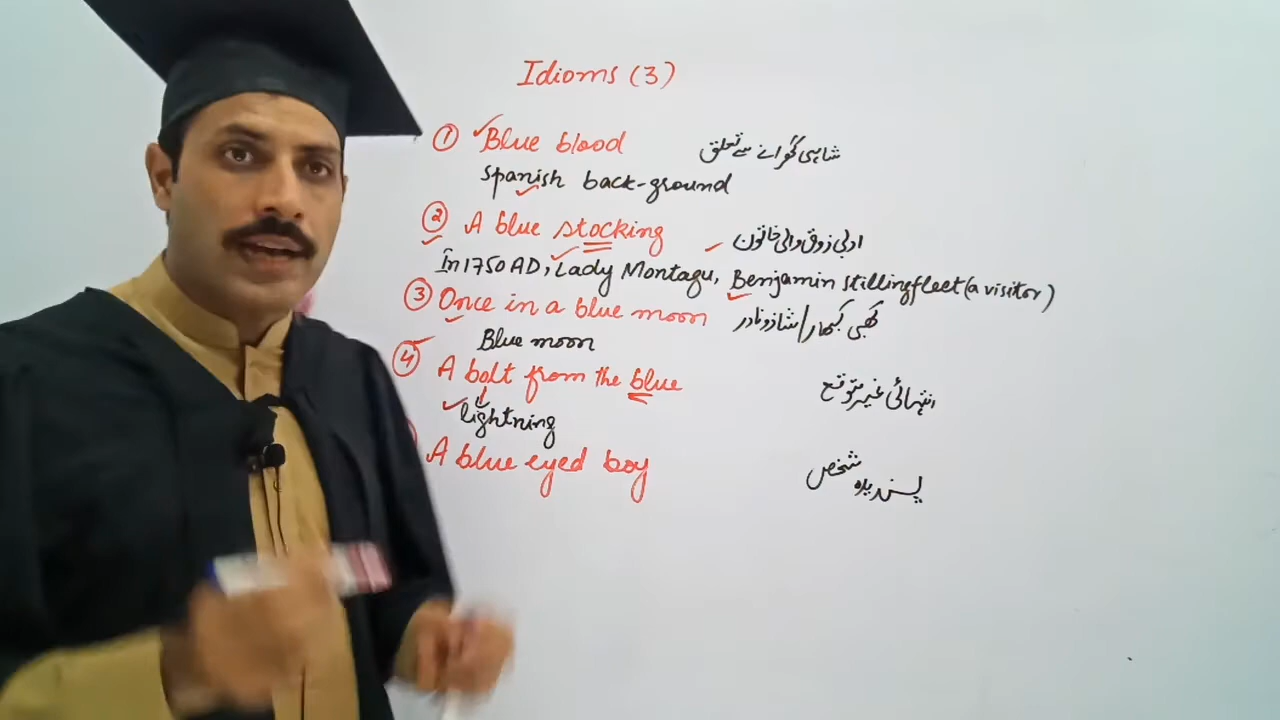 Idioms (3)
① Blue blood شاہی گھرانے سے تعلق
spanish back-ground
② A blue stocking ادبی ذوق والی خاتون
In 1750 AD, Lady Montagu, Benjamin stillingfleet (a visitor)
③ Once in a blue moon کبھی کبھار/شاذونادر
Blue moon
④ A bolt from the blue انتہائی غیر متوقع
lightning
A blue eyed boy پسندیدہ شخص